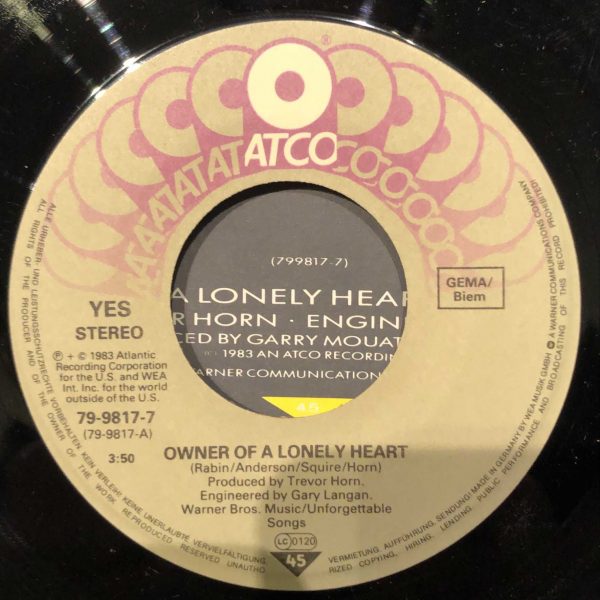 ATCO
YES
STEREO
℗ + © 1983 Atlantic
Recording Corporation
for the U.S. and WEA
Int. Inc. for the world
outside of the U.S.
79-9817-7
(79-9817-A)
3:50
GEMA/
Biem
(799817-7)
A LONELY HEAR
R HORN · ENGIN
CED BY GARRY MOUAT
1983 AN ATCO RECORDIN
ARNER COMMUNICATION
45
OWNER OF A LONELY HEART
(Rabin/Anderson/Squire/Horn)
Produced by Trevor Horn.
Engineered by Gary Langan.
Warner Bros. Music/Unforgettable
Songs
LC 0120
45
ALLE URHEBER- UND LEISTUNGSSCHUTZRECHTE VORBEHALTEN KEIN VERLEIH! KEINE UNERLAUBTE VERVIELFÄLTIGUNG,
VERMIETUNG, AUFFÜHRUNG, SENDUNG! MADE IN GERMANY BY WEA MUSIK GMBH A WARNER COMMUNICATIONS COMPANY
ALL RIGHTS OF THE PRODUCER AND OF THE OWNER OF THE WORK REPRODUCED RESERVED UNAUTHO
RIZED COPYING, HIRING, LENDING, PUBLIC PERFORMANCE AND BROADCASTING OF THIS RECORD PROHIBITED!